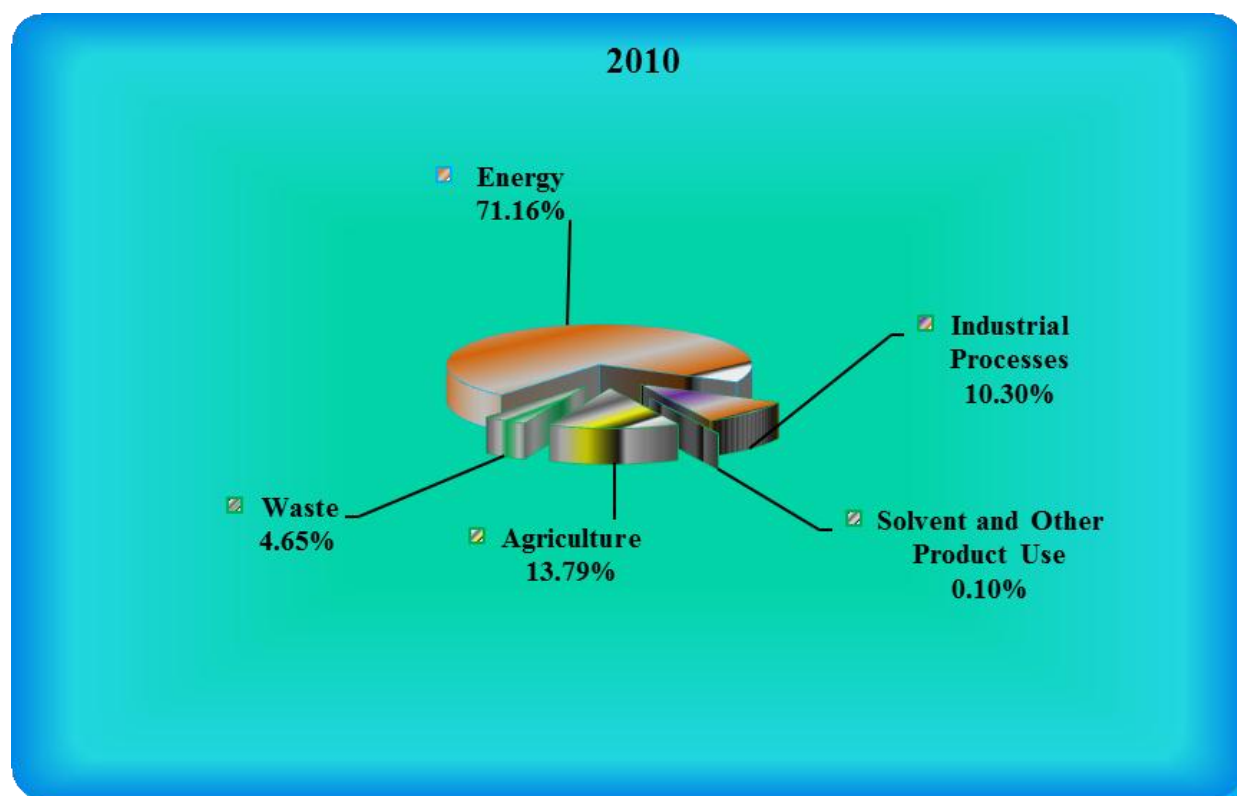 2010
Energy
71.16%
Industrial
Processes
10.30%
Waste
4.65%
Agriculture
13.79%
Solvent and Other
Product Use
0.10%